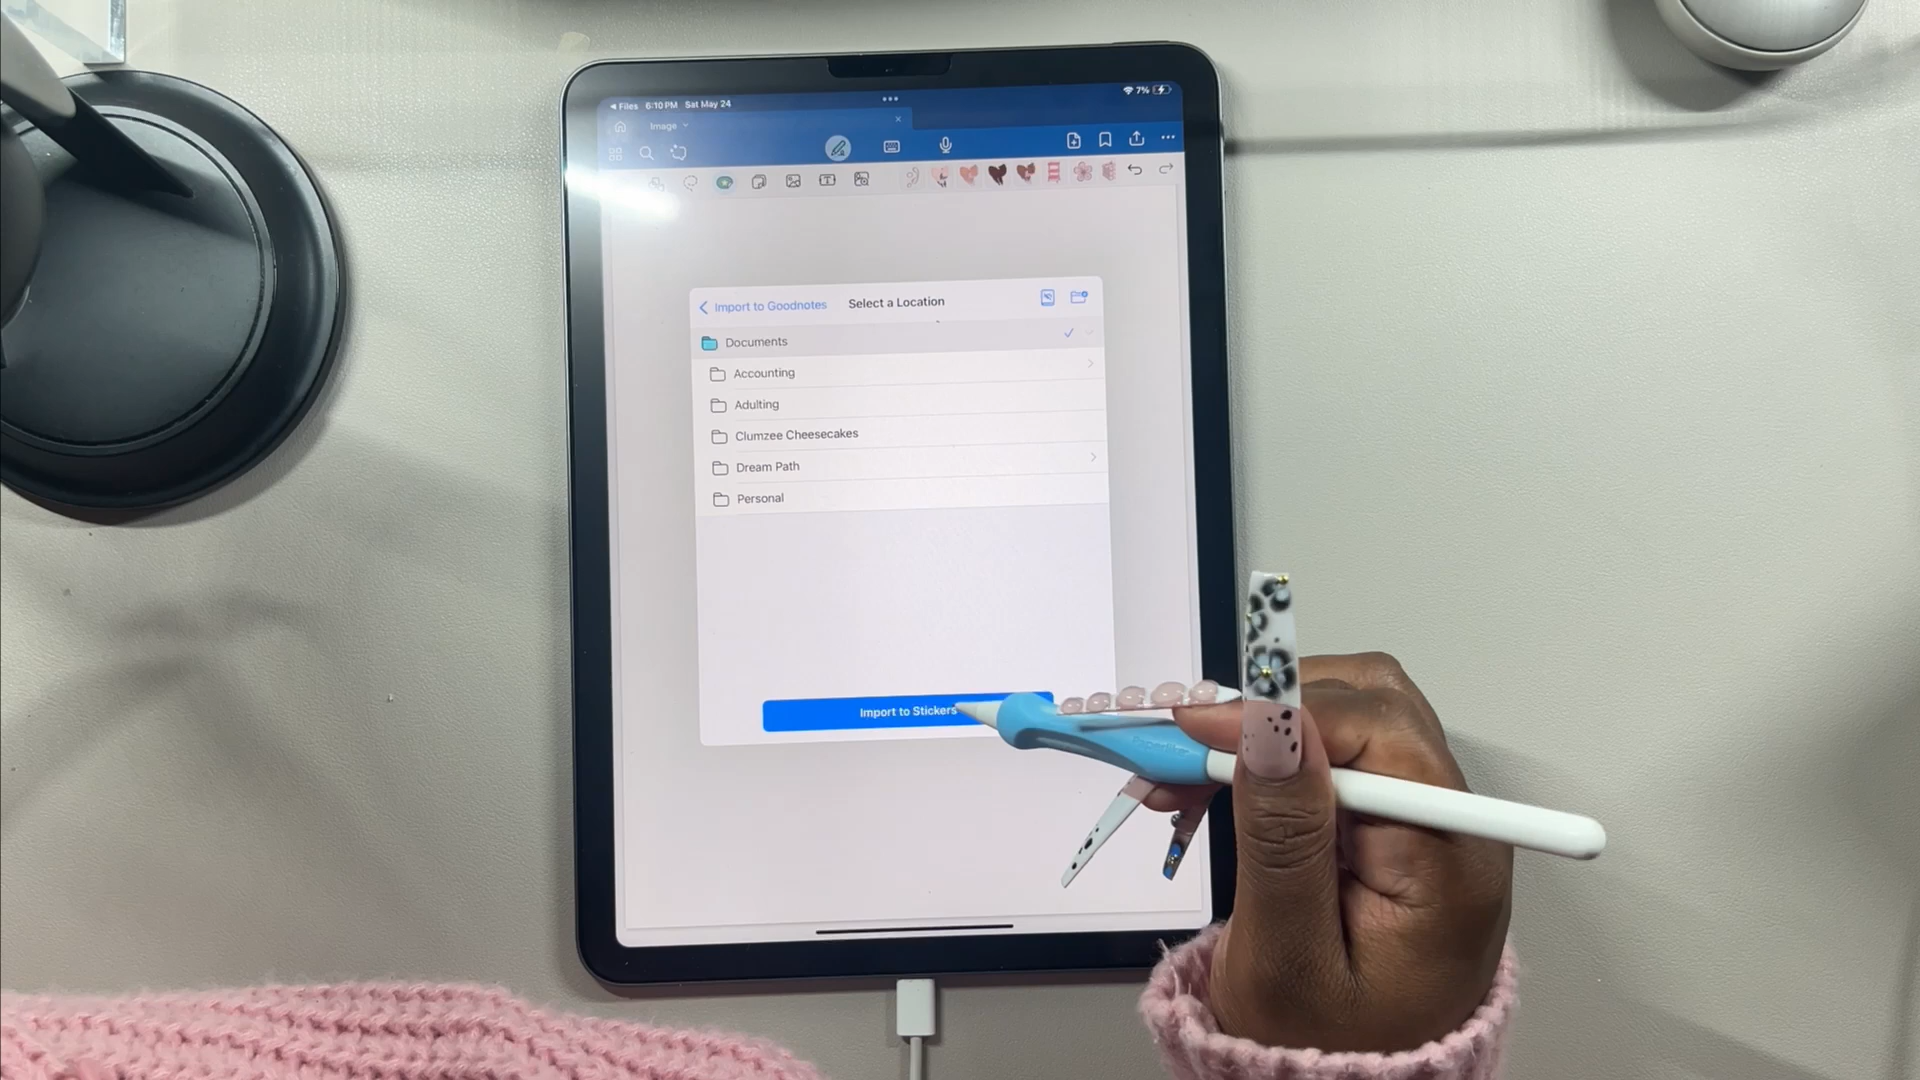 Files 6:10 PM Sat May 24
7%
Image
Import to Goodnotes
Select a Location
Documents
Accounting
Adulting
Clumzee Cheesecakes
Dream Path
Personal
Import to Stickers